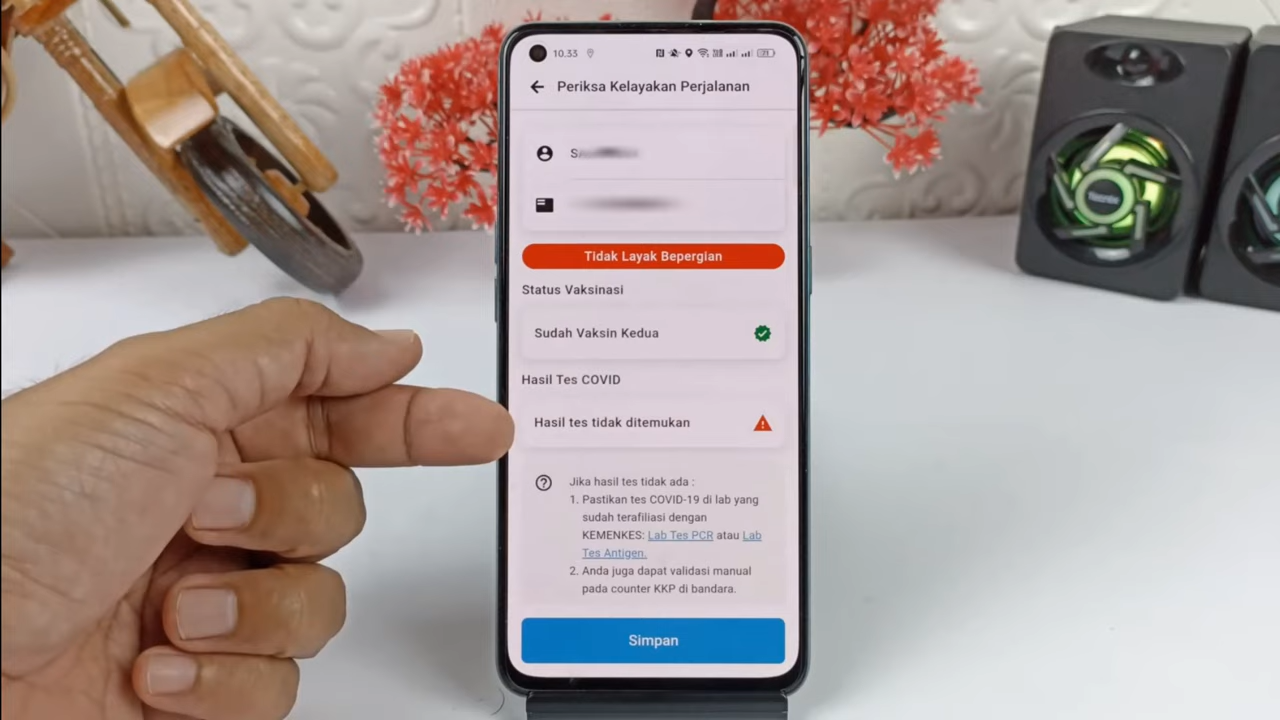 10.33
Periksa Kelayakan Perjalanan
Tidak Layak Bepergian
Status Vaksinasi
Sudah Vaksin Kedua
Hasil Tes COVID
Hasil tes tidak ditemukan
Jika hasil tes tidak ada :
1. Pastikan tes COVID-19 di lab yang
sudah terafiliasi dengan
KEMENKES: Lab Tes PCR atau Lab
Tes Antigen.
2. Anda juga dapat validasi manual
pada counter KKP di bandara.
Simpan